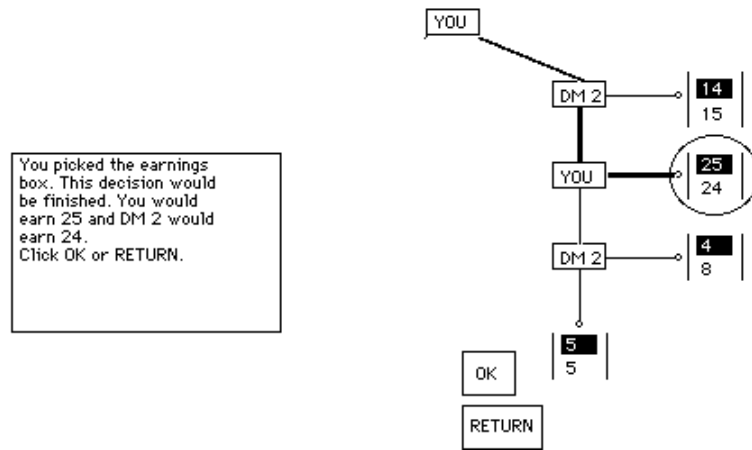 YOU
DM 2
14
15
You picked the earnings
box. This decision would
be finished. You would
earn 25 and DM 2 would
earn 24.
Click OK or RETURN.
YOU
25
24
DM 2
4
8
5
5
OK
RETURN